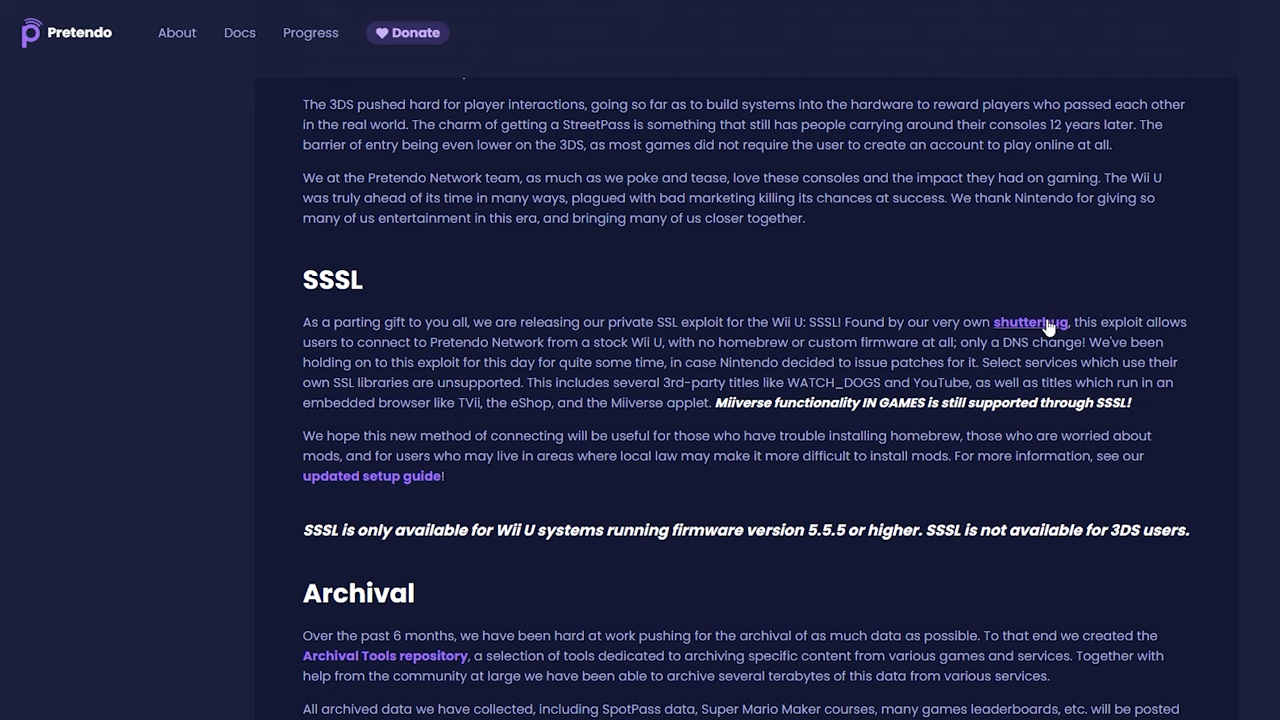 Pretendo About Docs Progress Donate
The 3DS pushed hard for player interactions, going so far as to build systems into the hardware to reward players who passed each other
in the real world. The charm of getting a StreetPass is something that still has people carrying around their consoles 12 years later. The
barrier of entry being even lower on the 3DS, as most games did not require the user to create an account to play online at all.
We at the Pretendo Network team, as much as we poke and tease, love these consoles and the impact they had on gaming. The Wii U
was truly ahead of its time in many ways, plagued with bad marketing killing its chances at success. We thank Nintendo for giving so
many of us entertainment in this era, and bringing many of us closer together.
SSSL
As a parting gift to you all, we are releasing our private SSL exploit for the Wii U: SSSL! Found by our very own shutterbug, this exploit allows
users to connect to Pretendo Network from a stock Wii U, with no homebrew or custom firmware at all; only a DNS change! We've been
holding on to this exploit for this day for quite some time, in case Nintendo decided to issue patches for it. Select services which use their
own SSL libraries are unsupported. This includes several 3rd-party titles like WATCH_DOGS and YouTube, as well as titles which run in an
embedded browser like TVii, the eShop, and the Miiverse applet. Miiverse functionality IN GAMES is still supported through SSSL!
We hope this new method of connecting will be useful for those who have trouble installing homebrew, those who are worried about
mods, and for users who may live in areas where local law may make it more difficult to install mods. For more information, see our
updated setup guide!
SSSL is only available for Wii U systems running firmware version 5.5.5 or higher. SSSL is not available for 3DS users.
Archival
Over the past 6 months, we have been hard at work pushing for the archival of as much data as possible. To that end we created the
Archival Tools repository, a selection of tools dedicated to archiving specific content from various games and services. Together with
help from the community at large we have been able to archive several terabytes of this data from various services.
All archived data we have collected, including SpotPass data, Super Mario Maker courses, many games leaderboards, etc. will be posted